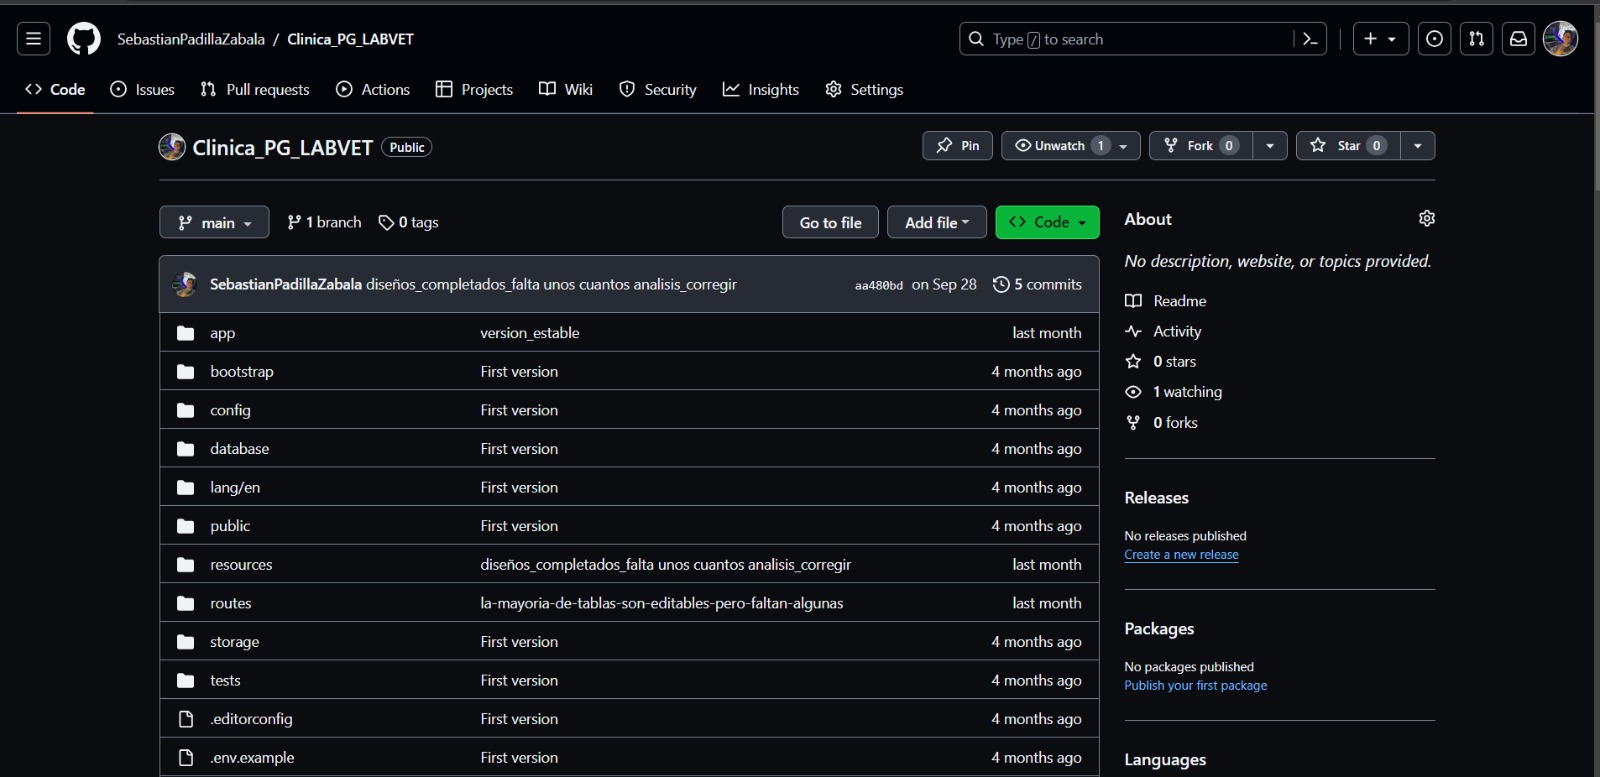 SebastianPadillaZabala / Clinica_PG_LABVET
Type / to search
Code Issues Pull requests Actions Projects Wiki Security Insights Settings
Clinica_PG_LABVET Public
Pin Unwatch 1 Fork 0 Star 0
main 1 branch 0 tags Go to file Add file Code
SebastianPadillaZabala diseños_completados_falta unos cuantos analisis_corregir aa480bd on Sep 28 5 commits
app version_estable last month
bootstrap First version 4 months ago
config First version 4 months ago
database First version 4 months ago
lang/en First version 4 months ago
public First version 4 months ago
resources diseños_completados_falta unos cuantos analisis_corregir last month
routes la-mayoria-de-tablas-son-editables-pero-faltan-algunas last month
storage First version 4 months ago
tests First version 4 months ago
.editorconfig First version 4 months ago
.env.example First version 4 months ago
About
No description, website, or topics provided.
Readme
Activity
0 stars
1 watching
0 forks
Releases
No releases published
Create a new release
Packages
No packages published
Publish your first package
Languages